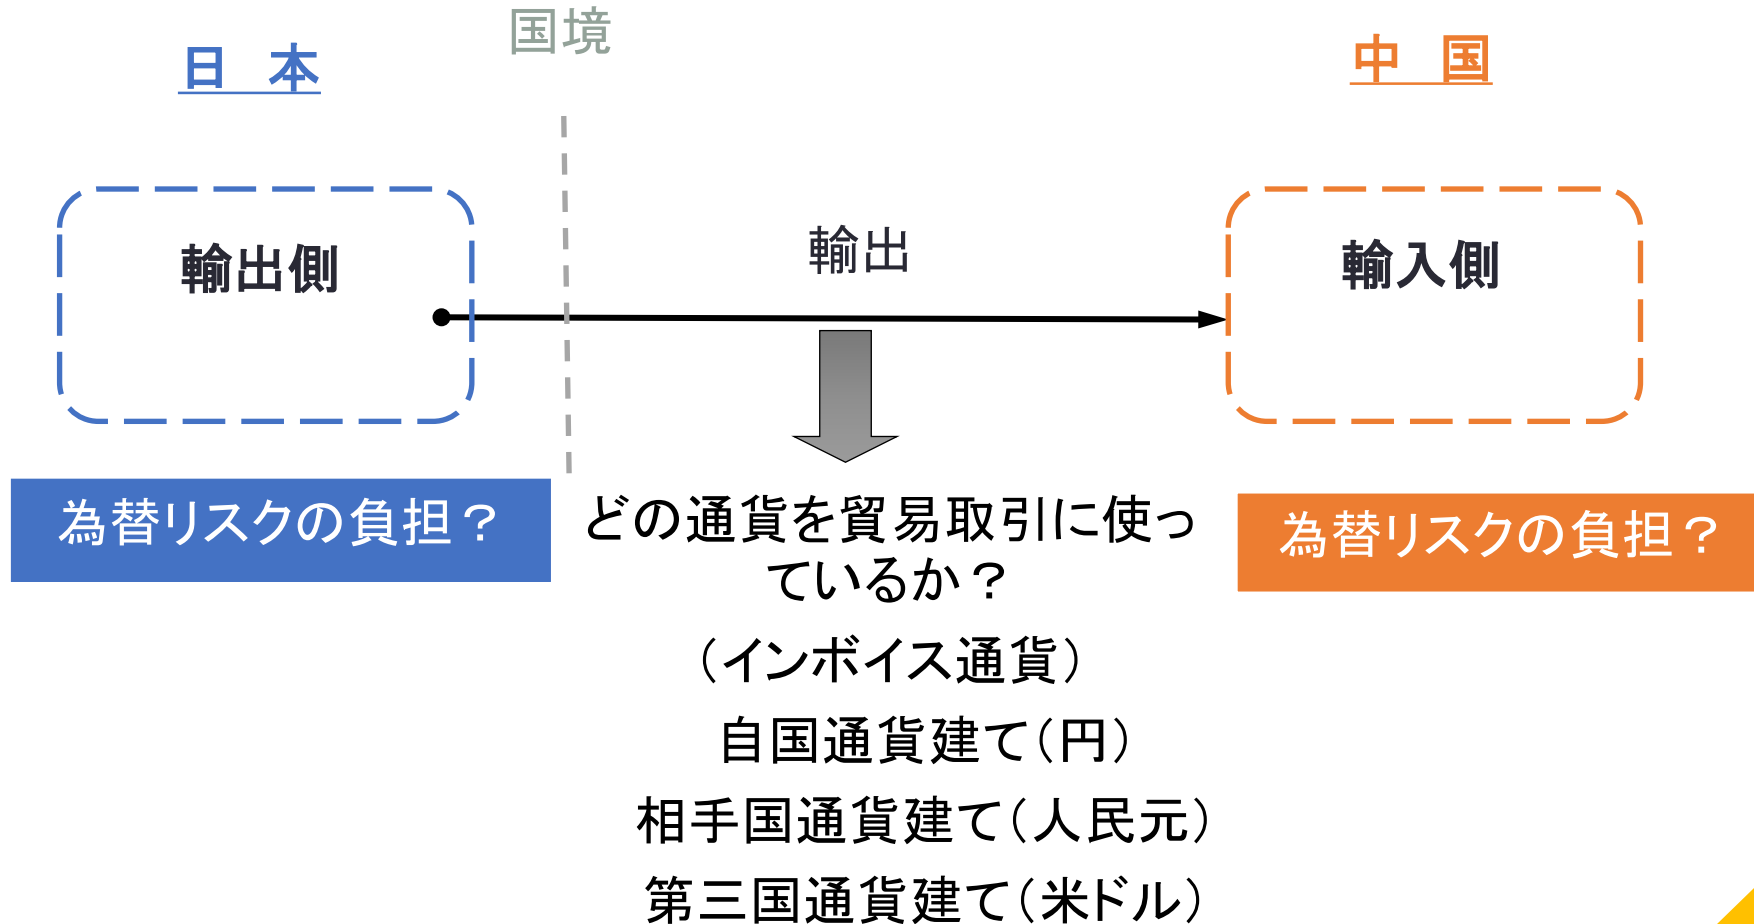 国境
日　本
中　国
輸出側
輸出
輸入側
為替リスクの負担？
どの通貨を貿易取引に使っ
ているか？
為替リスクの負担？
（インボイス通貨）
自国通貨建て（円）
相手国通貨建て（人民元）
第三国通貨建て（米ドル）